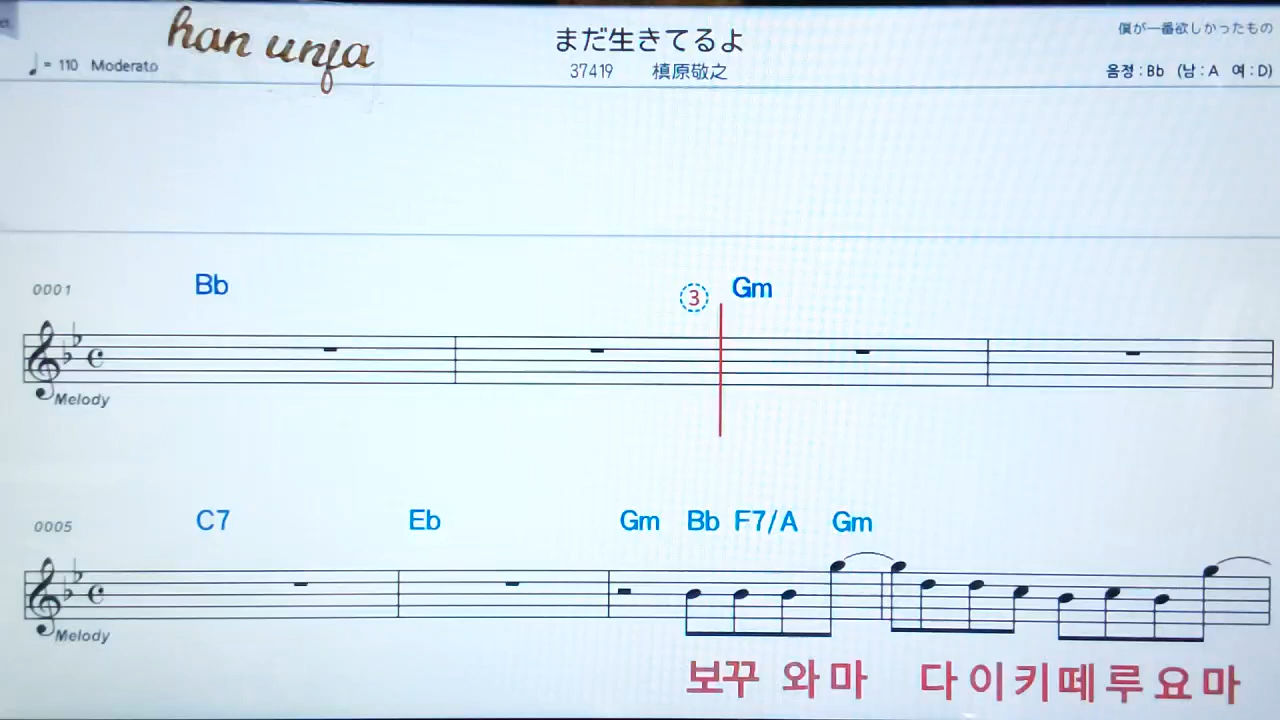 han unfa
まだ生きてるよ
僕が一番欲しかったもの
♩= 110 Moderato
37419 槇原敬之
음정 : Bb (남 : A 여 : D)
0001 Bb ③ Gm
Melody
0005 C7 Eb Gm Bb F7/A Gm
Melody
보꾸 와마 다이키떼루요마